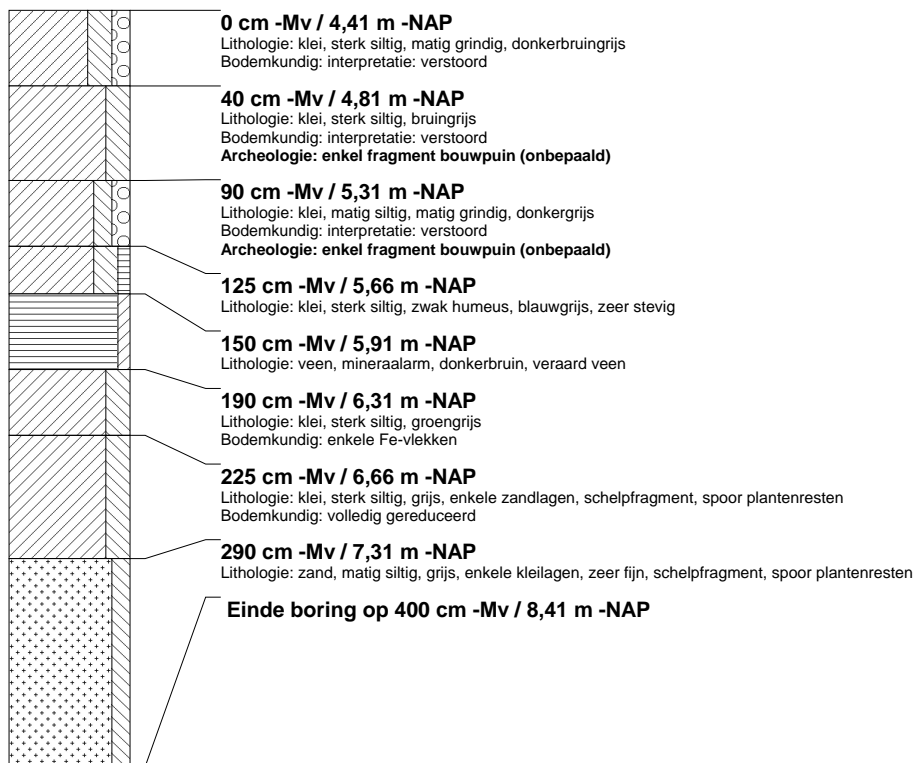 0 cm -Mv / 4,41 m -NAP
Lithologie: klei, sterk siltig, matig grindig, donkerbruingrijs
Bodemkundig: interpretatie: verstoord
40 cm -Mv / 4,81 m -NAP
Lithologie: klei, sterk siltig, bruingrijs
Bodemkundig: interpretatie: verstoord
Archeologie: enkel fragment bouwpuin (onbepaald)
90 cm -Mv / 5,31 m -NAP
Lithologie: klei, matig siltig, matig grindig, donkergrijs
Bodemkundig: interpretatie: verstoord
Archeologie: enkel fragment bouwpuin (onbepaald)
125 cm -Mv / 5,66 m -NAP
Lithologie: klei, sterk siltig, zwak humeus, blauwgrijs, zeer stevig
150 cm -Mv / 5,91 m -NAP
Lithologie: veen, mineraalarm, donkerbruin, veraard veen
190 cm -Mv / 6,31 m -NAP
Lithologie: klei, sterk siltig, groengrijs
Bodemkundig: enkele Fe-vlekken
225 cm -Mv / 6,66 m -NAP
Lithologie: klei, sterk siltig, grijs, enkele zandlagen, schelpfragment, spoor plantenresten
Bodemkundig: volledig gereduceerd
290 cm -Mv / 7,31 m -NAP
Lithologie: zand, matig siltig, grijs, enkele kleilagen, zeer fijn, schelpfragment, spoor plantenresten
Einde boring op 400 cm -Mv / 8,41 m -NAP